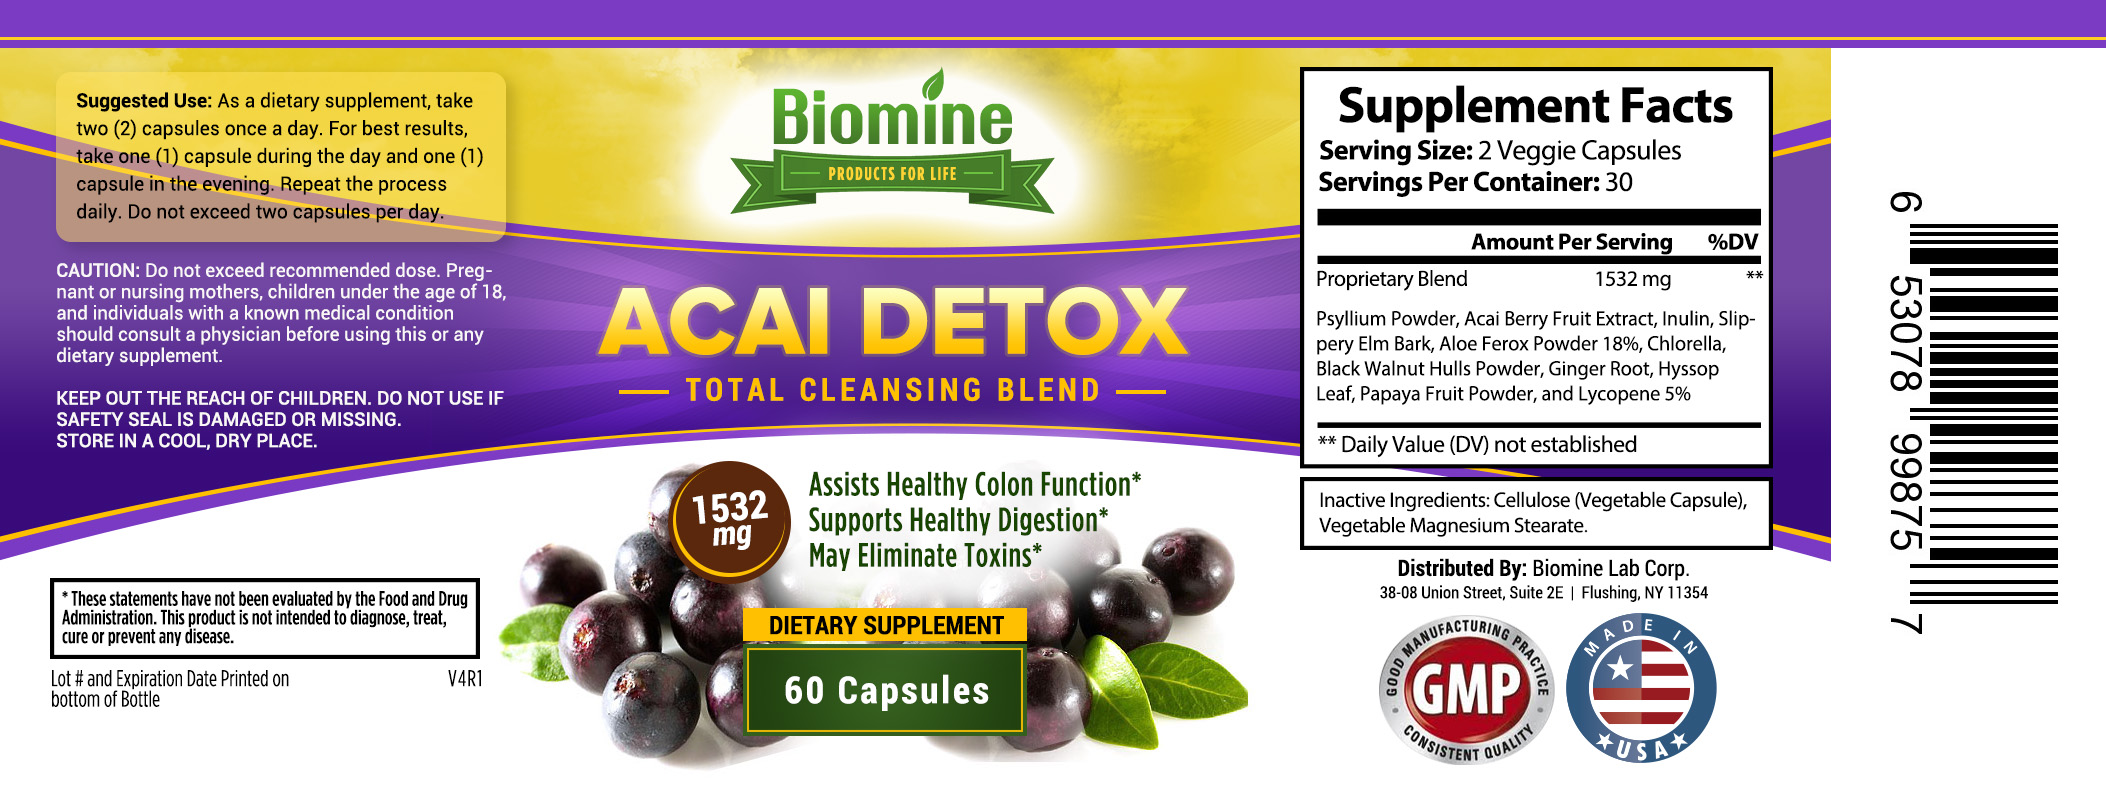 Suggested Use: As a dietary supplement, take
two (2) capsules once a day. For best results,
take one (1) capsule during the day and one (1)
capsule in the evening. Repeat the process
daily. Do not exceed two capsules per day.
CAUTION: Do not exceed recommended dose. Preg-
nant or nursing mothers, children under the age of 18,
and individuals with a known medical condition
should consult a physician before using this or any
dietary supplement.
KEEP OUT THE REACH OF CHILDREN. DO NOT USE IF
SAFETY SEAL IS DAMAGED OR MISSING.
STORE IN A COOL, DRY PLACE.
* These statements have not been evaluated by the Food and Drug
Administration. This product is not intended to diagnose, treat,
cure or prevent any disease.
Lot # and Expiration Date Printed on
bottom of Bottle
V4R1
Biomine
PRODUCTS FOR LIFE
ACAI DETOX
TOTAL CLEANSING BLEND
1532
mg
Assists Healthy Colon Function*
Supports Healthy Digestion*
May Eliminate Toxins*
DIETARY SUPPLEMENT
60 Capsules
Supplement Facts
Serving Size: 2 Veggie Capsules
Servings Per Container: 30
Amount Per Serving %DV
Proprietary Blend 1532 mg **
Psyllium Powder, Acai Berry Fruit Extract, Inulin, Slip-
pery Elm Bark, Aloe Ferox Powder 18%, Chlorella,
Black Walnut Hulls Powder, Ginger Root, Hyssop
Leaf, Papaya Fruit Powder, and Lycopene 5%
** Daily Value (DV) not established
Inactive Ingredients: Cellulose (Vegetable Capsule),
Vegetable Magnesium Stearate.
Distributed By: Biomine Lab Corp.
38-08 Union Street, Suite 2E | Flushing, NY 11354
GOOD MANUFACTURING PRACTICE
GMP
CONSISTENT QUALITY
MADE IN
USA
6 53078 99875 7